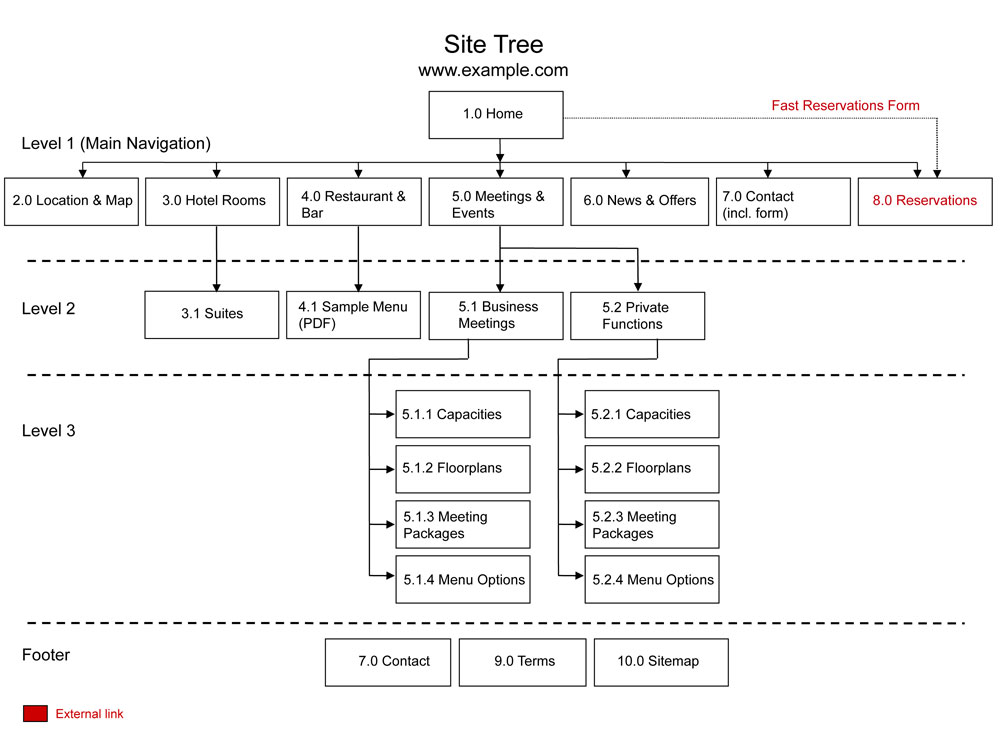 Site Tree
www.example.com
1.0 Home
Fast Reservations Form
Level 1 (Main Navigation)
2.0 Location & Map
3.0 Hotel Rooms
4.0 Restaurant &
Bar
5.0 Meetings &
Events
6.0 News & Offers
7.0 Contact
(incl. form)
8.0 Reservations
Level 2
3.1 Suites
4.1 Sample Menu
(PDF)
5.1 Business
Meetings
5.2 Private
Functions
Level 3
5.1.1 Capacities
5.1.2 Floorplans
5.1.3 Meeting
Packages
5.1.4 Menu Options
5.2.1 Capacities
5.2.2 Floorplans
5.2.3 Meeting
Packages
5.2.4 Menu Options
Footer
7.0 Contact
9.0 Terms
10.0 Sitemap
External link